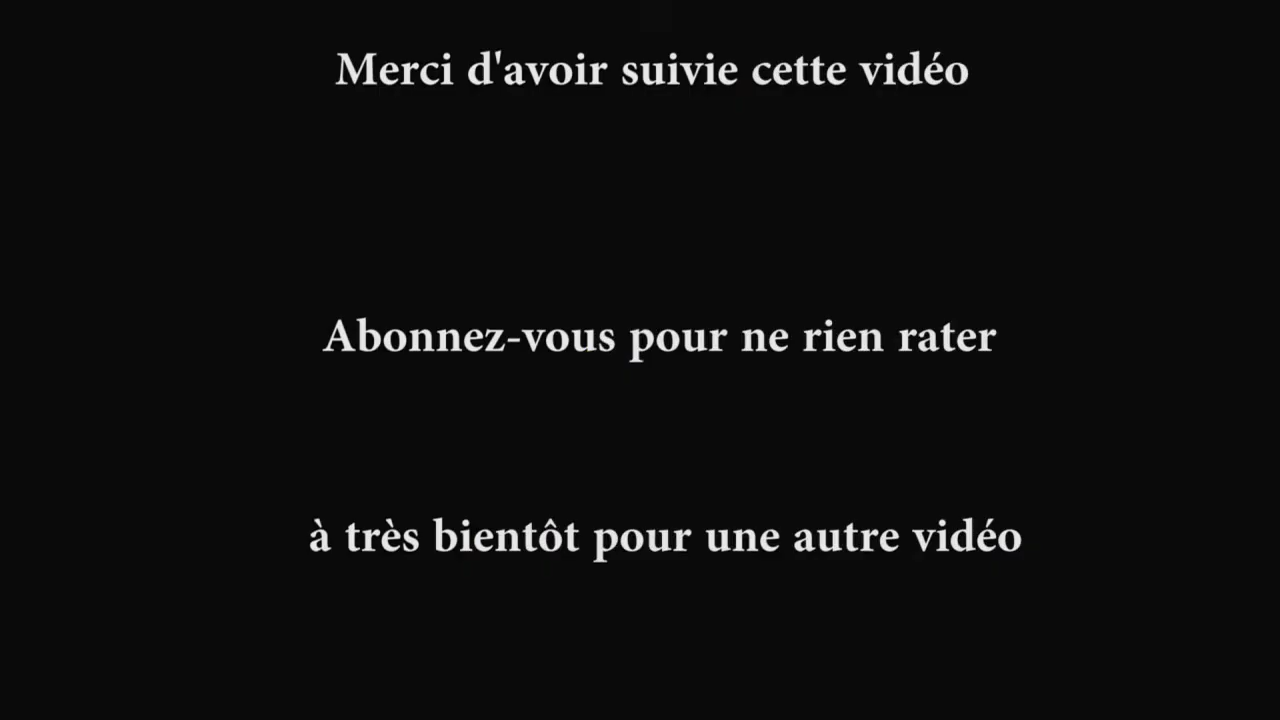 Merci d'avoir suivie cette vidéo
Abonnez-vous pour ne rien rater
à très bientôt pour une autre vidéo